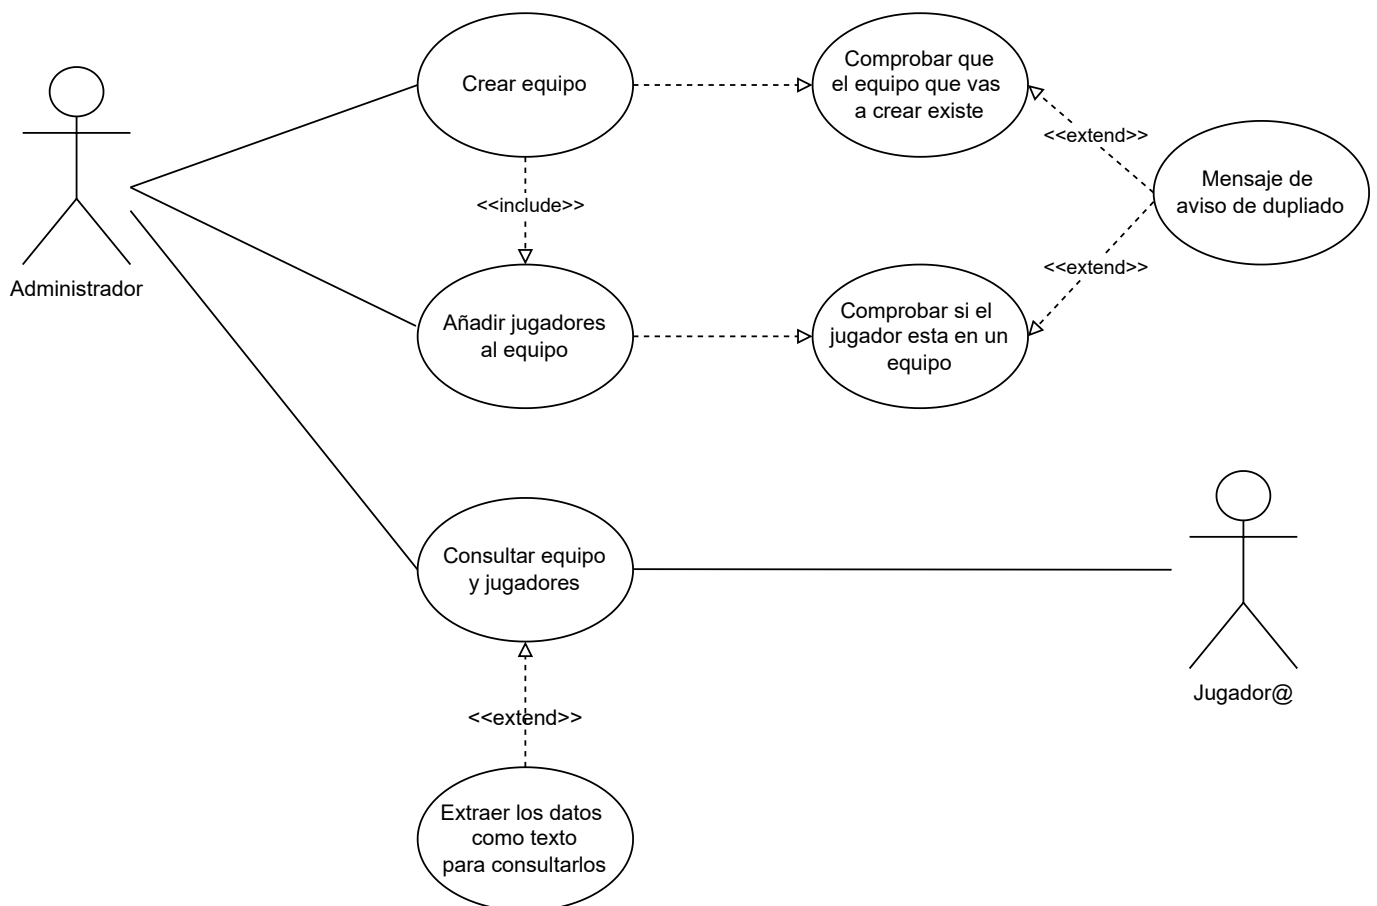 Crear equipo
Comprobar que
el equipo que vas
a crear existe
<<extend>>
Mensaje de
aviso de dupliado
<<include>>
Administrador
<<extend>>
Añadir jugadores
al equipo
Comprobar si el
jugador esta en un
equipo
Consultar equipo
y jugadores
Jugador@
<<extend>>
Extraer los datos
como texto
para consultarlos